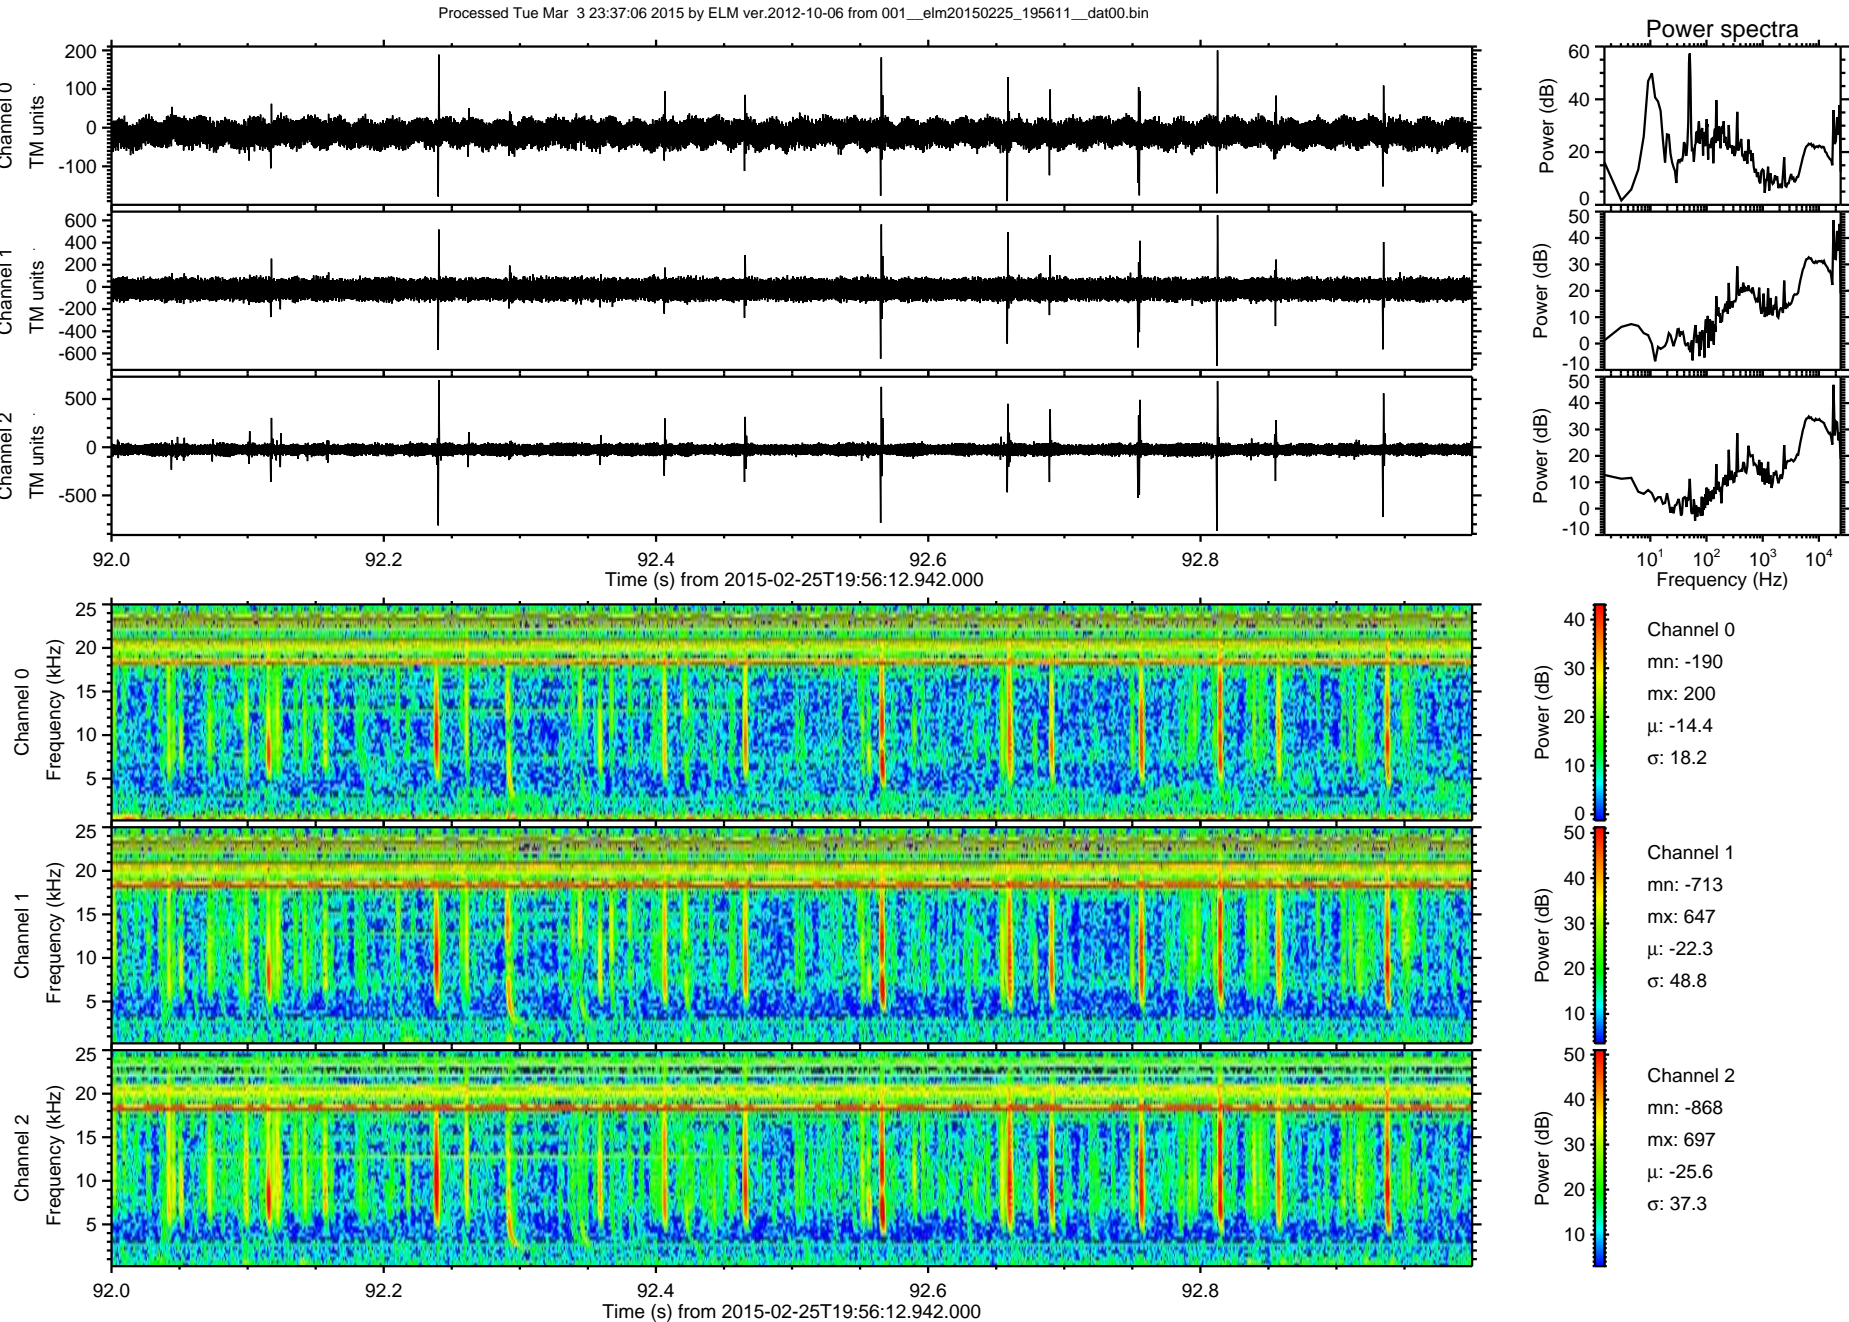 Processed Tue Mar  3 23:37:06 2015 by ELM ver.2012-10-06 from 001__elm20150225_195611__dat00.bin
Power spectra
Channel 0
TM units
200
100
0
-100
Power (dB)
60
40
20
0
Channel 1
TM units
600
400
200
0
-200
-400
-600
Power (dB)
50
40
30
20
10
0
-10
Channel 2
TM units
500
0
-500
Power (dB)
50
40
30
20
10
0
-10
92.0 92.2 92.4 92.6 92.8
Time (s) from 2015-02-25T19:56:12.942.000
10^1 10^2 10^3 10^4
Frequency (Hz)
Channel 0
Frequency (kHz)
25
20
15
10
5
Power (dB)
40
30
20
10
0
Channel 0
mn: -190
mx: 200
μ: -14.4
σ: 18.2
Channel 1
Frequency (kHz)
25
20
15
10
5
Power (dB)
50
40
30
20
10
Channel 1
mn: -713
mx: 647
μ: -22.3
σ: 48.8
Channel 2
Frequency (kHz)
25
20
15
10
5
Power (dB)
50
40
30
20
10
Channel 2
mn: -868
mx: 697
μ: -25.6
σ: 37.3
92.0 92.2 92.4 92.6 92.8
Time (s) from 2015-02-25T19:56:12.942.000